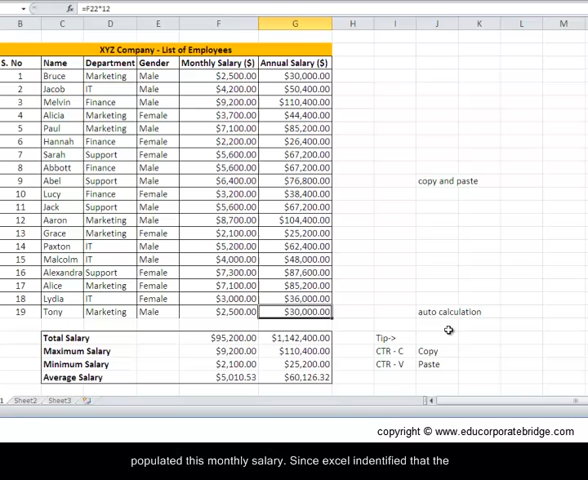 =F22*12
B C D E F G H I J K L M
XYZ Company - List of Employees
S. No Name Department Gender Monthly Salary ($) Annual Salary ($)
1 Bruce Marketing Male $2,500.00 $30,000.00
2 Jacob IT Male $4,200.00 $50,400.00
3 Melvin Finance Male $9,200.00 $110,400.00
4 Alicia Marketing Female $3,700.00 $44,400.00
5 Paul Marketing Male $7,100.00 $85,200.00
6 Hannah Finance Female $2,200.00 $26,400.00
7 Sarah Support Female $5,600.00 $67,200.00
8 Abbott Finance Male $5,600.00 $67,200.00
9 Abel Support Male $6,400.00 $76,800.00 copy and paste
10 Lucy Finance Female $3,200.00 $38,400.00
11 Jack Support Male $5,600.00 $67,200.00
12 Aaron Marketing Male $8,700.00 $104,400.00
13 Grace Marketing Male $2,100.00 $25,200.00
14 Paxton IT Male $5,200.00 $62,400.00
15 Malcolm IT Male $4,000.00 $48,000.00
16 Alexandra Support Female $7,300.00 $87,600.00
17 Alice Marketing Female $7,100.00 $85,200.00
18 Lydia IT Female $3,000.00 $36,000.00
19 Tony Marketing Male $2,500.00 $30,000.00 auto calculation
Total Salary $95,200.00 $1,142,400.00 Tip->
Maximum Salary $9,200.00 $110,400.00 CTR - C Copy
Minimum Salary $2,100.00 $25,200.00 CTR - V Paste
Average Salary $5,010.53 $60,126.32
1 Sheet2 Sheet3
copyright © www.educorporatebridge.com
populated this monthly salary. Since excel indentified that the